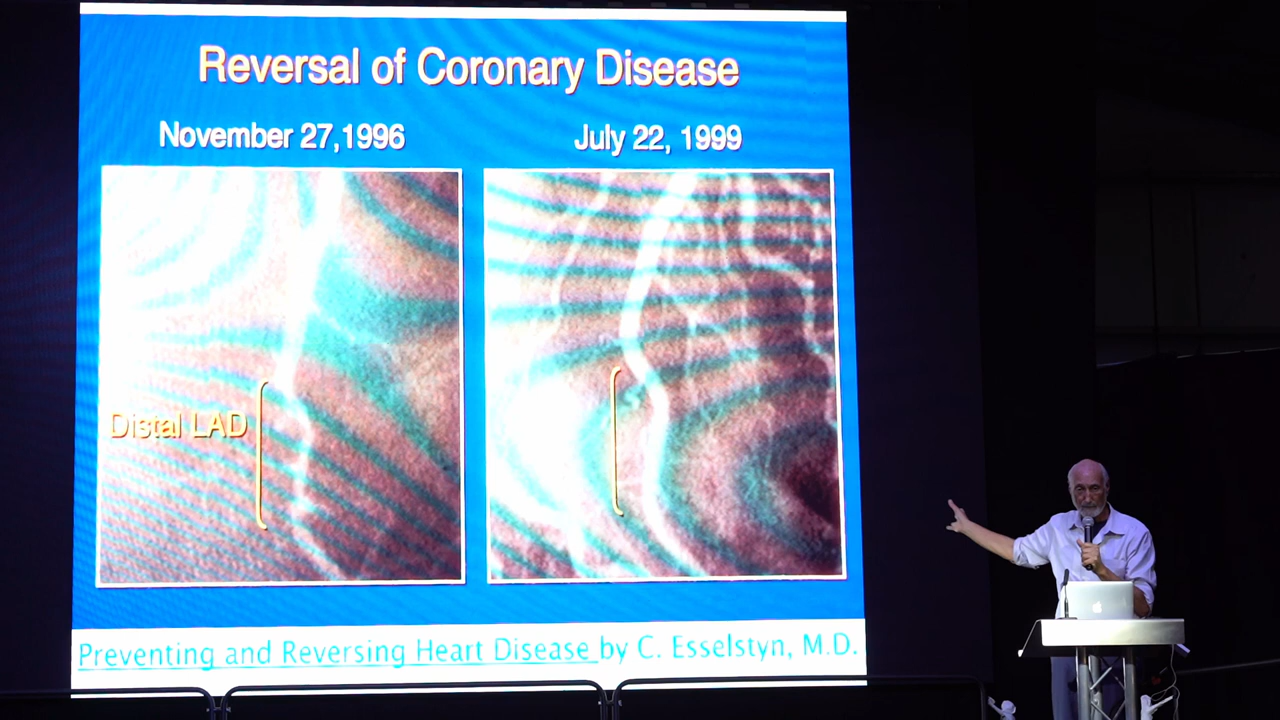 Reversal of Coronary Disease
November 27,1996
July 22, 1999
Distal LAD
Preventing and Reversing Heart Disease by C. Esselstyn, M.D.